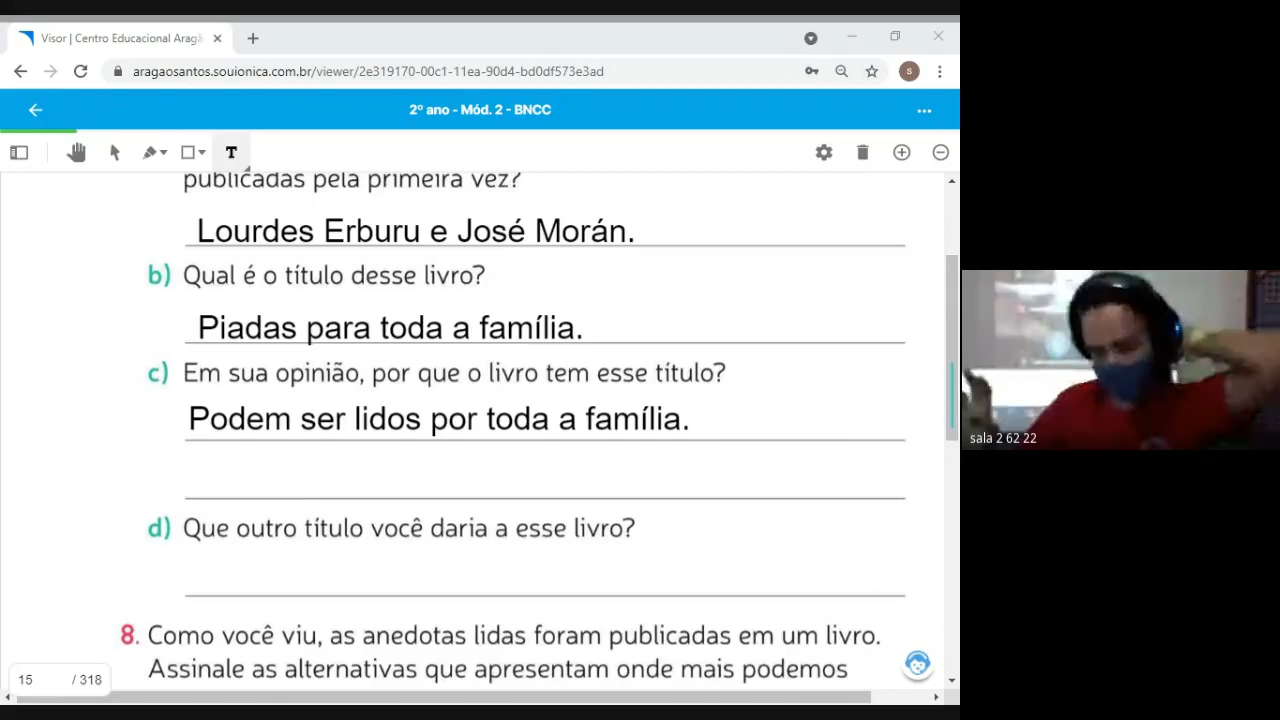 Visor | Centro Educacional Aragã
aragaosantos.souionica.com.br/viewer/2e319170-00c1-11ea-90d4-bd0df573e3ad
S
2º ano - Mód. 2 - BNCC
T
publicadas pela primeira vez?
Lourdes Erburu e José Morán.
b) Qual é o título desse livro?
Piadas para toda a família.
c) Em sua opinião, por que o livro tem esse título?
Podem ser lidos por toda a família.
d) Que outro título você daria a esse livro?
8. Como você viu, as anedotas lidas foram publicadas em um livro.
Assinale as alternativas que apresentam onde mais podemos
15 / 318
sala 2 62 22